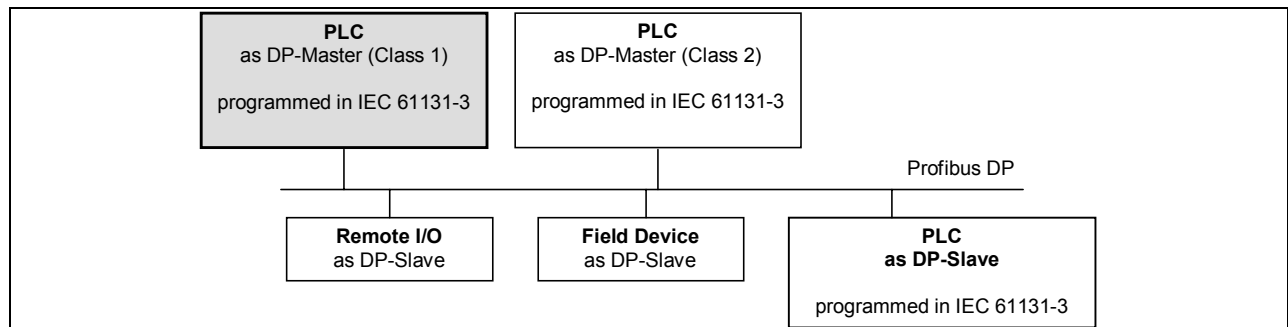 PLC
as DP-Master (Class 1)
programmed in IEC 61131-3
PLC
as DP-Master (Class 2)
programmed in IEC 61131-3
Profibus DP
Remote I/O
as DP-Slave
Field Device
as DP-Slave
PLC
as DP-Slave
programmed in IEC 61131-3